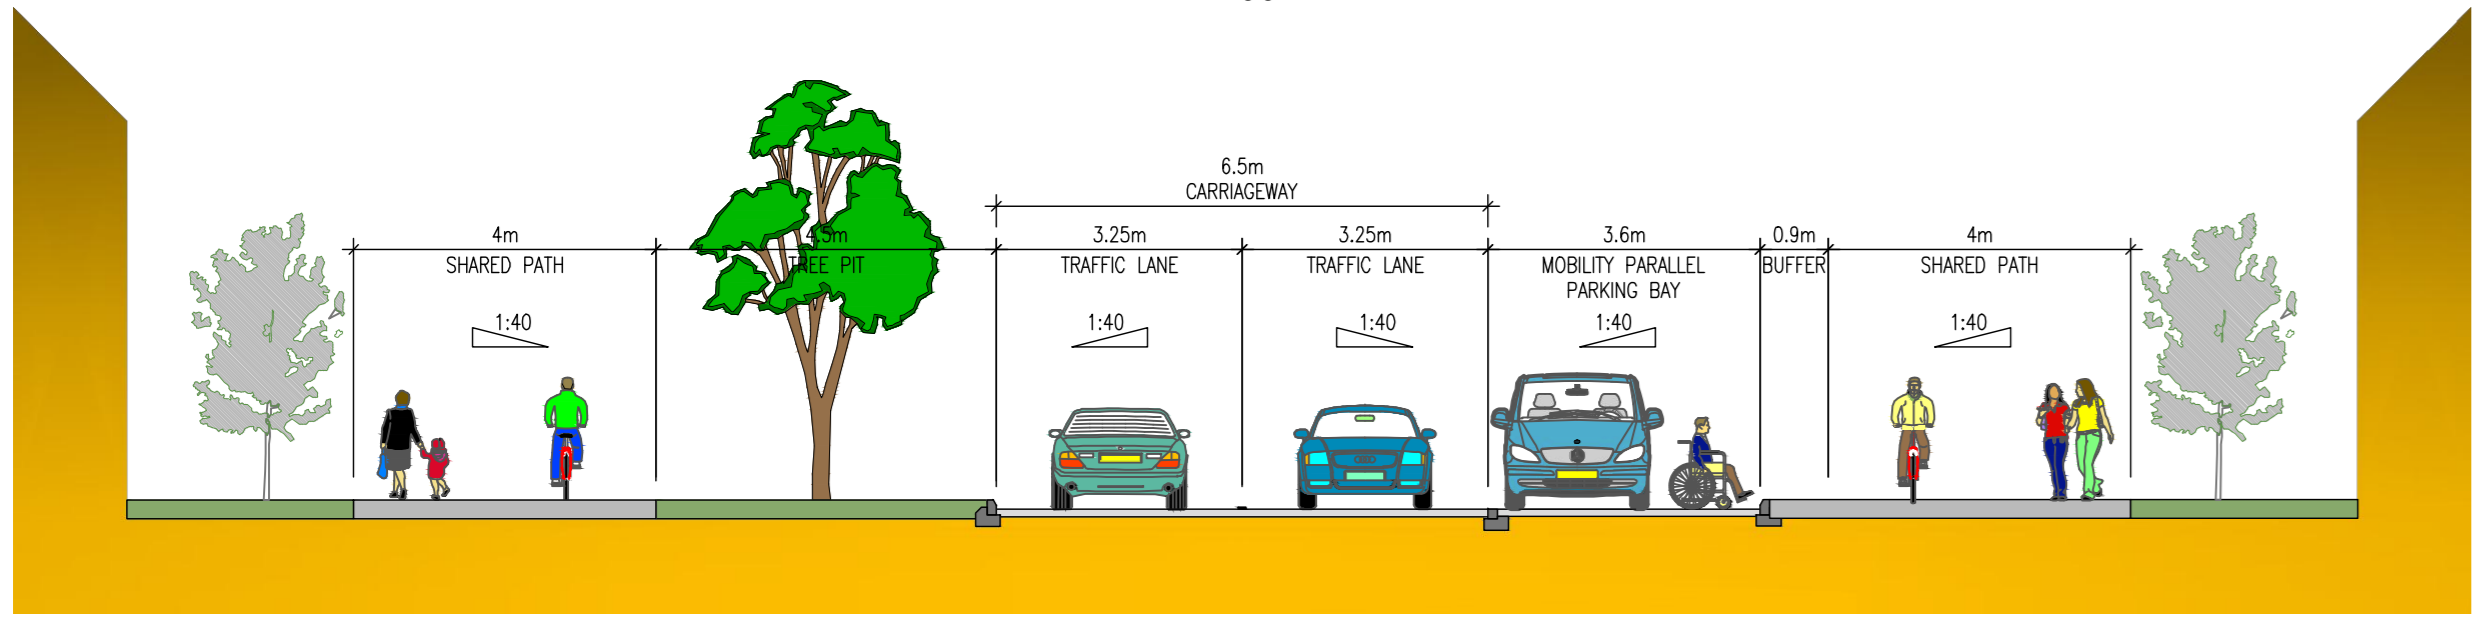 6.5m
CARRIAGEWAY
4m
4.5m
3.25m
3.25m
3.6m
0.9m
4m
SHARED PATH
TREE PIT
TRAFFIC LANE
TRAFFIC LANE
MOBILITY PARALLEL
PARKING BAY
BUFFER
SHARED PATH
1:40
1:40
1:40
1:40
1:40